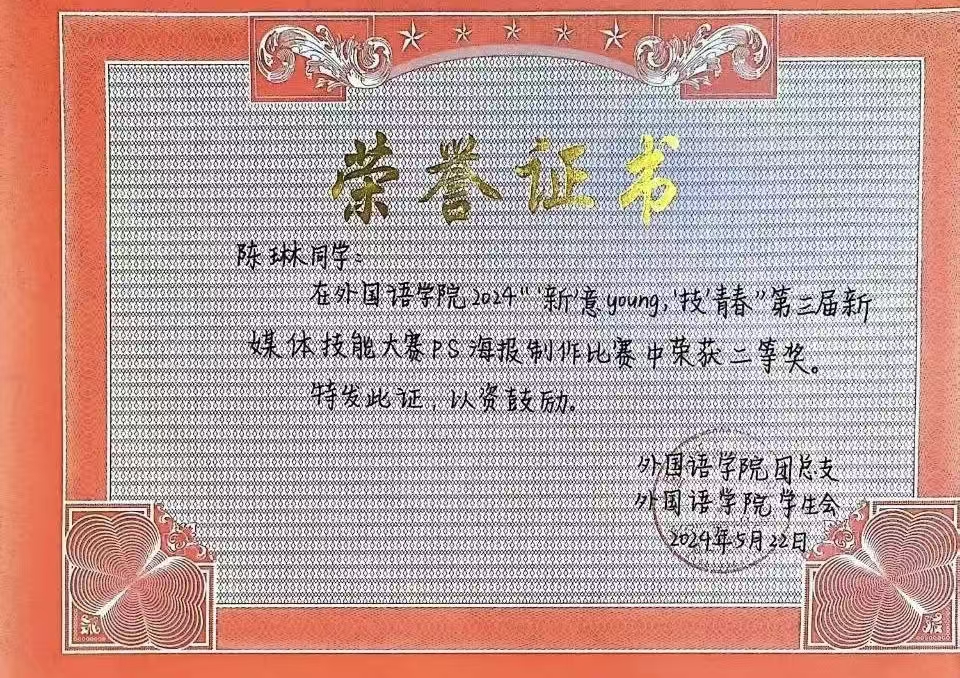 荣誉证书
陈琳同学：
在外国语学院2024“‘新’意young，‘技’青春”第三届新
媒体技能大赛PS海报制作比赛中荣获二等奖。
特发此证，以资鼓励。
外国语学院团总支
外国语学院学生会
2024年5月22日